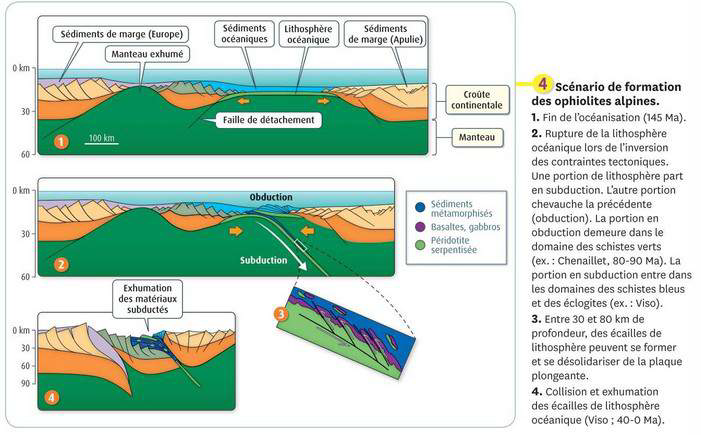 Sédiments de marge (Europe)
Manteau exhumé
Sédiments
océaniques
Lithosphère
océanique
Sédiments
de marge (Apulie)
0 km
30
60
Croûte
continentale
Manteau
Faille de détachement
1
100 km
0 km
30
60
Obduction
Subduction
2
Sédiments
métamorphisés
Basaltes, gabbros
Péridotite
serpentisée
Exhumation
des matériaux
subductés
3
0 km
30
60
90
4
4 Scénario de formation
des ophiolites alpines.
1. Fin de l'océanisation (145 Ma).
2. Rupture de la lithosphère
océanique lors de l'inversion
des contraintes tectoniques.
Une portion de lithosphère part
en subduction. L'autre portion
chevauche la précédente
(obduction). La portion en
obduction demeure dans le
domaine des schistes verts
(ex. : Chenaillet, 80-90 Ma). La
portion en subduction entre dans
les domaines des schistes bleus
et des éclogites (ex. : Viso).
3. Entre 30 et 80 km de
profondeur, des écailles de
lithosphère peuvent se former
et se désolidariser de la plaque
plongeante.
4. Collision et exhumation
des écailles de lithosphère
océanique (Viso ; 40-0 Ma).